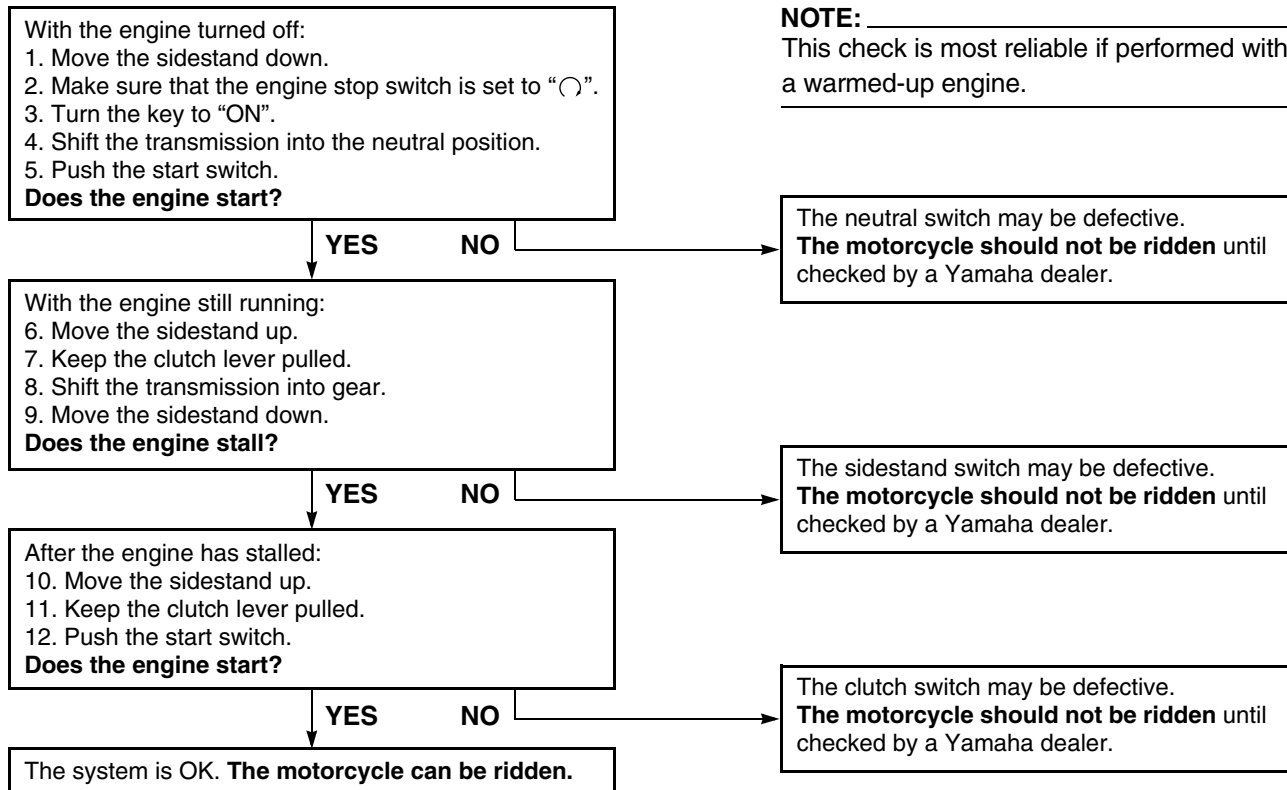 With the engine turned off:
1. Move the sidestand down.
2. Make sure that the engine stop switch is set to “○”.
3. Turn the key to “ON”.
4. Shift the transmission into the neutral position.
5. Push the start switch.
Does the engine start?
NOTE:
This check is most reliable if performed with
a warmed-up engine.
YES NO
The neutral switch may be defective.
The motorcycle should not be ridden until
checked by a Yamaha dealer.
With the engine still running:
6. Move the sidestand up.
7. Keep the clutch lever pulled.
8. Shift the transmission into gear.
9. Move the sidestand down.
Does the engine stall?
YES NO
The sidestand switch may be defective.
The motorcycle should not be ridden until
checked by a Yamaha dealer.
After the engine has stalled:
10. Move the sidestand up.
11. Keep the clutch lever pulled.
12. Push the start switch.
Does the engine start?
YES NO
The clutch switch may be defective.
The motorcycle should not be ridden until
checked by a Yamaha dealer.
The system is OK. The motorcycle can be ridden.